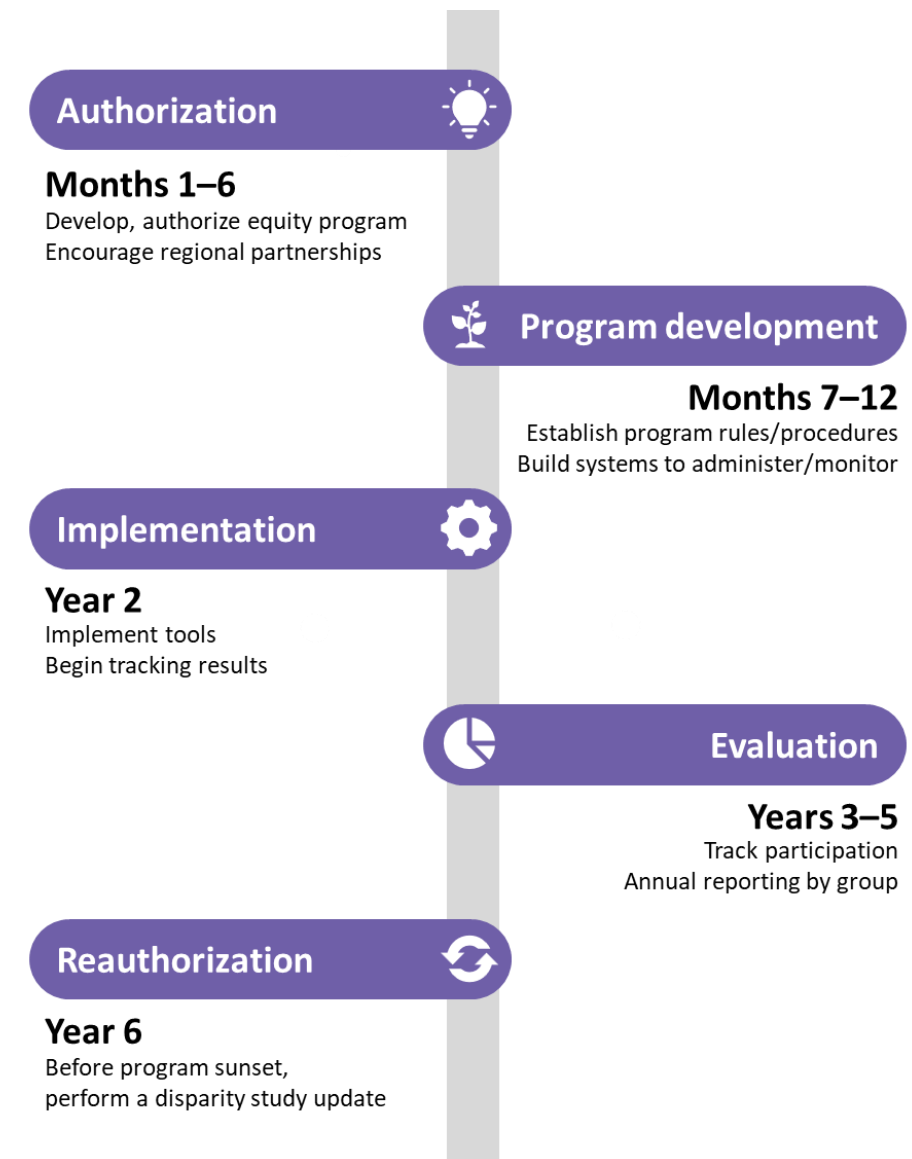 Authorization
Months 1–6
Develop, authorize equity program
Encourage regional partnerships
Program development
Months 7–12
Establish program rules/procedures
Build systems to administer/monitor
Implementation
Year 2
Implement tools
Begin tracking results
Evaluation
Years 3–5
Track participation
Annual reporting by group
Reauthorization
Year 6
Before program sunset,
perform a disparity study update